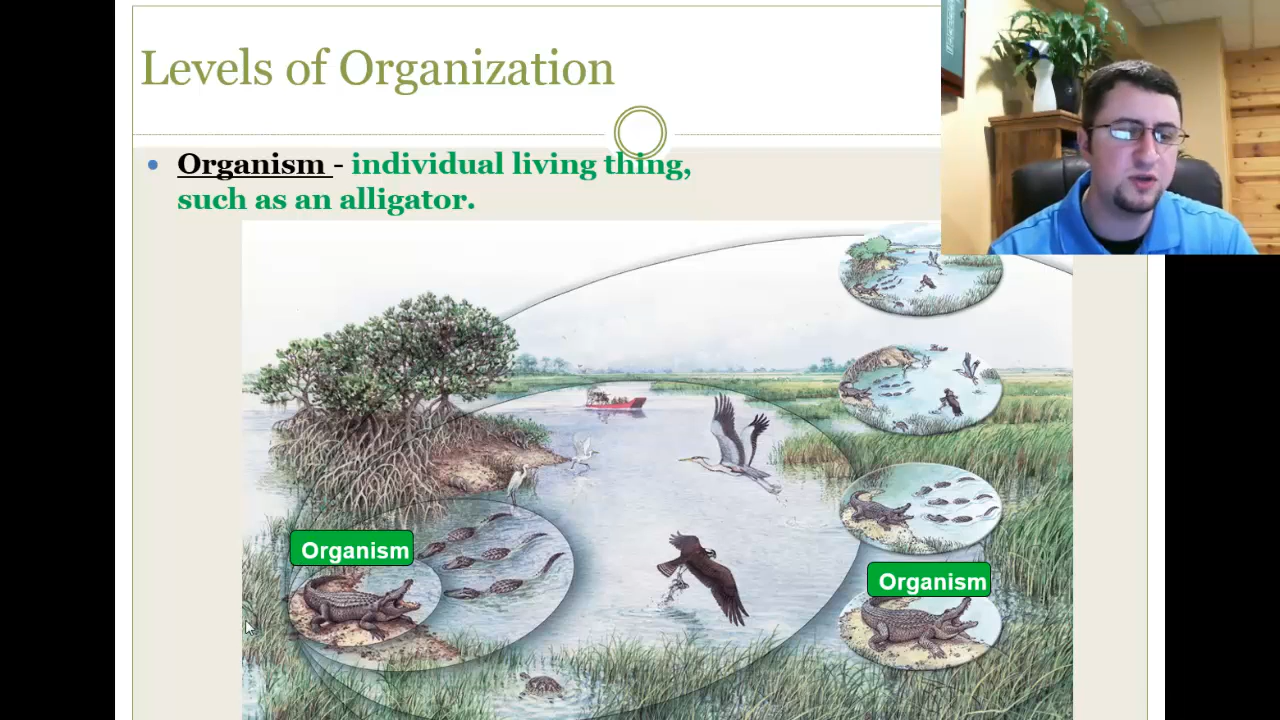 Levels of Organization
Organism - individual living thing,
such as an alligator.
Organism
Organism